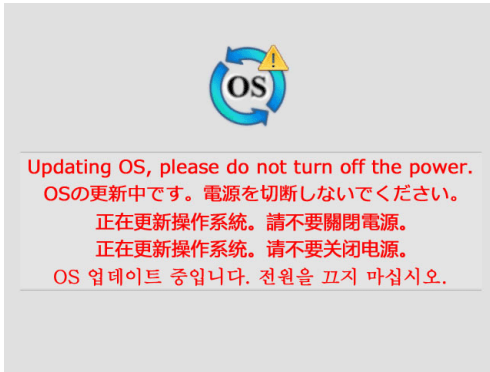 OS
Updating OS, please do not turn off the power.
OSの更新中です。電源を切断しないでください。
正在更新操作系統。請不要關閉電源。
正在更新操作系统。请不要关闭电源。
OS 업데이트 중입니다. 전원을 끄지 마십시오.